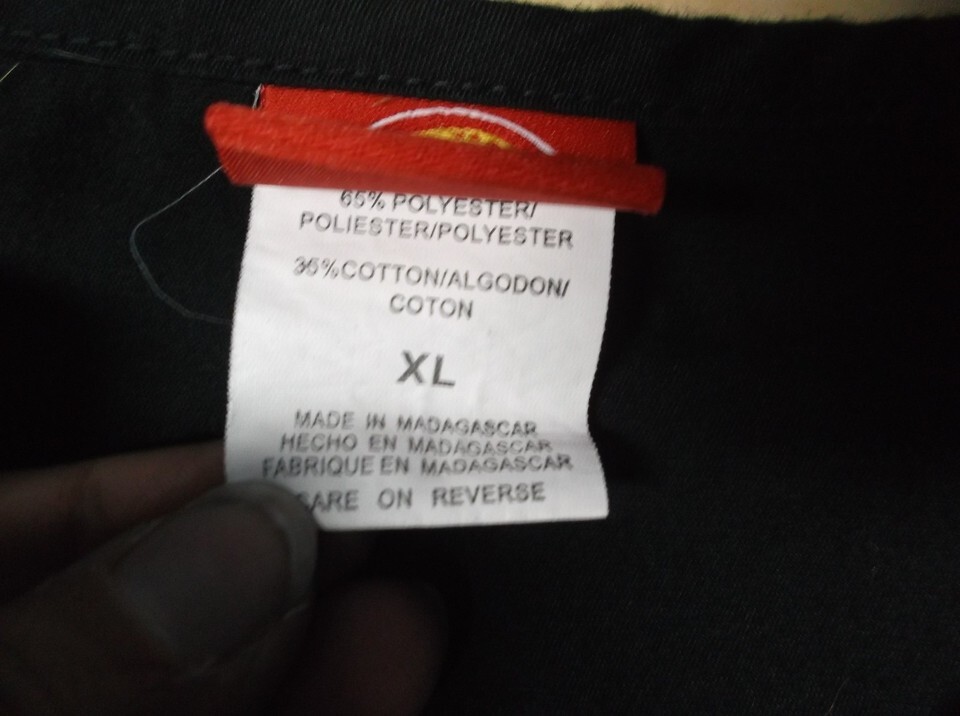 65% POLYESTER/
POLIESTER/POLYESTER
35%COTTON/ALGODON/
COTON
XL
MADE IN MADAGASCAR
HECHO EN MADAGASCAR
FABRIQUE EN MADAGASCAR
CARE ON REVERSE